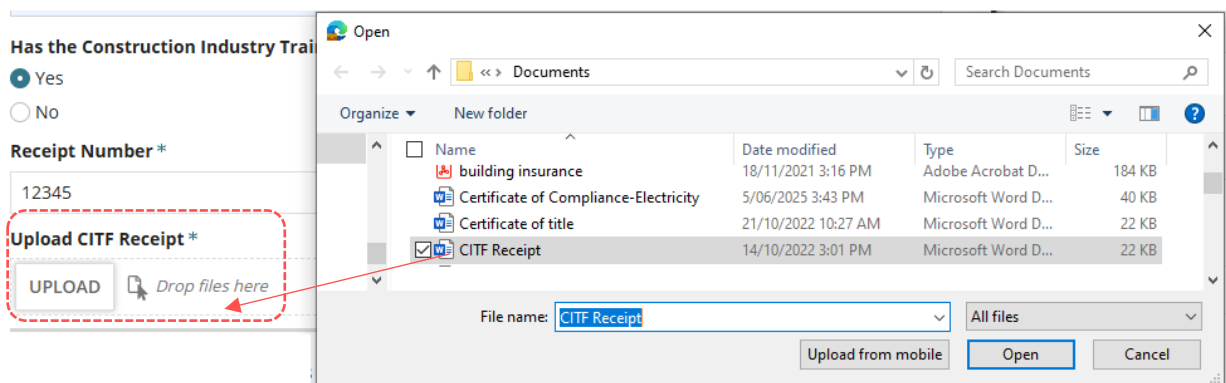 Has the Construction Industry Trai
Yes
No
Receipt Number *
12345
Upload CITF Receipt *
UPLOAD Drop files here
Open
« › Documents
Search Documents
Organize New folder
Name Date modified Type Size
building insurance 18/11/2021 3:16 PM Adobe Acrobat D... 184 KB
Certificate of Compliance-Electricity 5/06/2025 3:43 PM Microsoft Word D... 40 KB
Certificate of title 21/10/2022 10:27 AM Microsoft Word D... 22 KB
CITF Receipt 14/10/2022 3:01 PM Microsoft Word D... 22 KB
File name: CITF Receipt All files
Upload from mobile Open Cancel